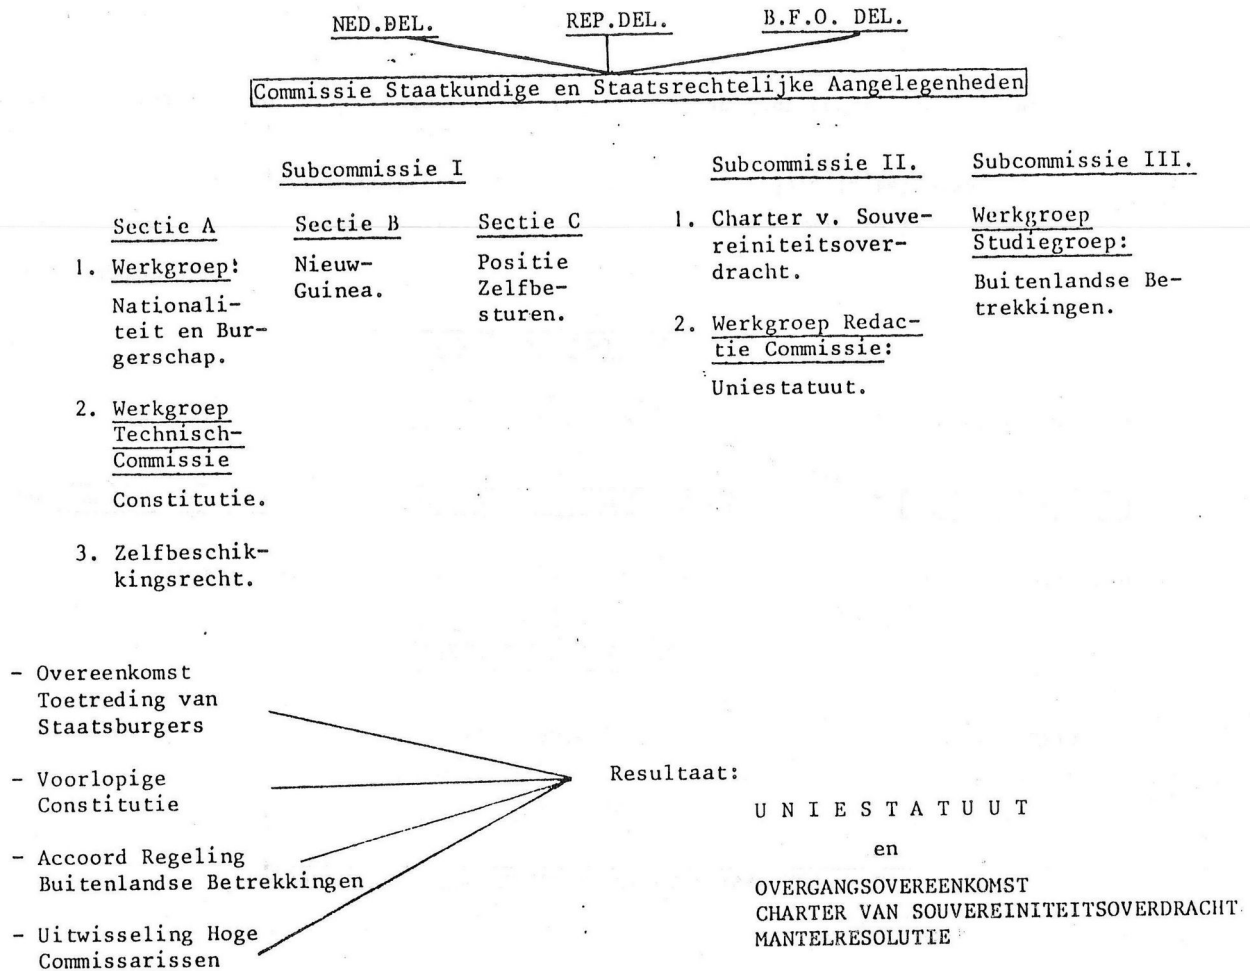 NED.DEL.
REP.DEL.
B.F.O. DEL.
Commissie Staatkundige en Staatsrechtelijke Aangelegenheden
Subcommissie I
Sectie A
1. Werkgroep:
Nationali-
teit en Bur-
gerschap.
2. Werkgroep
Technisch-
Commissie
Constitutie.
3. Zelfbeschik-
kingsrecht.
Sectie B
Nieuw-
Guinea.
Sectie C
Positie
Zelfbe-
sturen.
Subcommissie II.
1. Charter v. Souve-
reiniteitsover-
dracht.
2. Werkgroep Redac-
tie Commissie:
Uniestatuut.
Subcommissie III.
Werkgroep
Studiegroep:
Buitenlandse Be-
trekkingen.
- Overeenkomst
Toetreding van
Staatsburgers
- Voorlopige
Constitutie
- Accoord Regeling
Buitenlandse Betrekkingen
- Uitwisseling Hoge
Commissarissen
Resultaat:
U N I E S T A T U U T
en
OVERGANGSOVEREENKOMST
CHARTER VAN SOUVEREINITEITSOVERDRACHT
MANTELRESOLUTIE